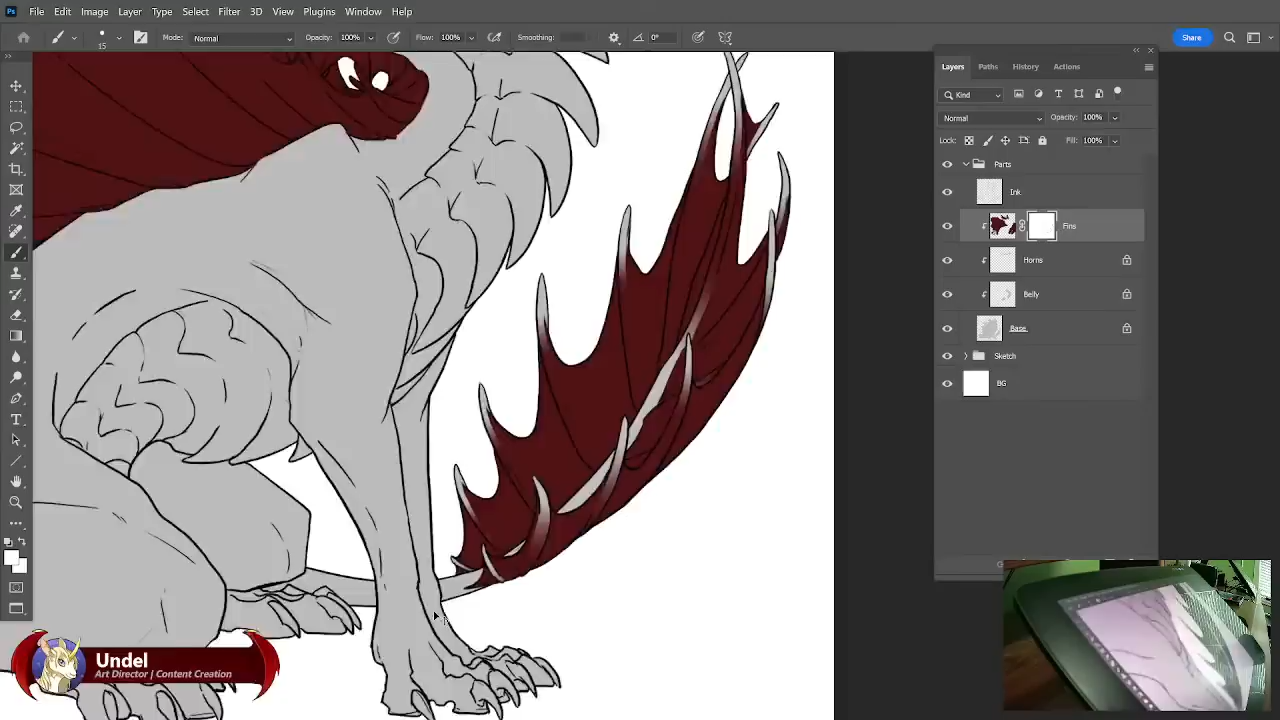 Ps File Edit Image Layer Type Select Filter 3D View Plugins Window Help
15 Mode: Normal Opacity: 100% Flow: 100% Smoothing: 0° Share
Layers Paths History Actions
Kind
Normal Opacity: 100%
Lock: Fill: 100%
Parts
Ink
Fins
Horns
Belly
Base
Sketch
BG
Undel
Art Director | Content Creation